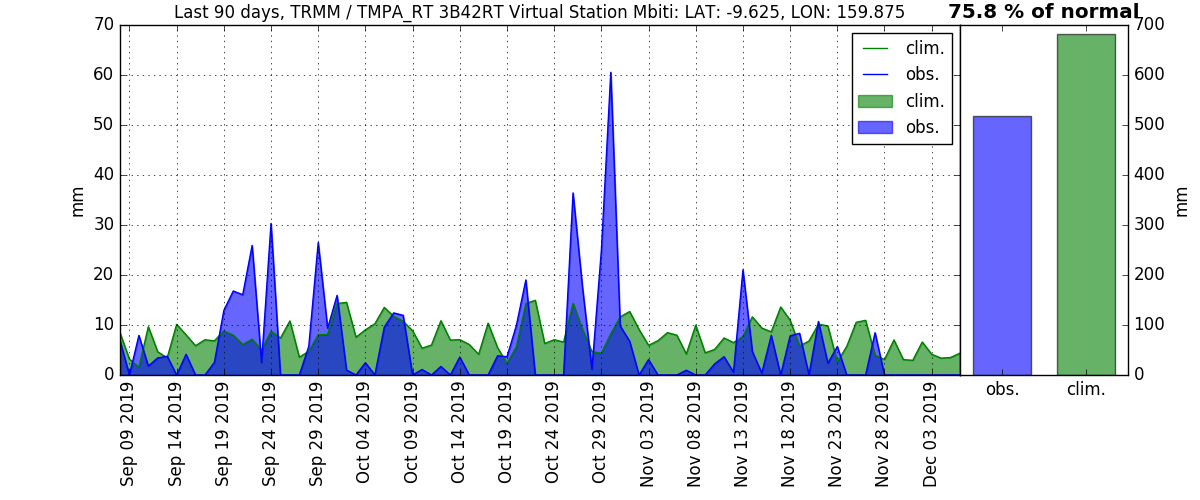 Last 90 days, TRMM / TMPA_RT 3B42RT Virtual Station Mbiti: LAT: -9.625, LON: 159.875
75.8 % of normal
70
60
50
40
30
20
10
0
mm
clim.
obs.
clim.
obs.
700
600
500
400
300
200
100
0
mm
Sep 09 2019
Sep 14 2019
Sep 19 2019
Sep 24 2019
Sep 29 2019
Oct 04 2019
Oct 09 2019
Oct 14 2019
Oct 19 2019
Oct 24 2019
Oct 29 2019
Nov 03 2019
Nov 08 2019
Nov 13 2019
Nov 18 2019
Nov 23 2019
Nov 28 2019
Dec 03 2019
obs.
clim.